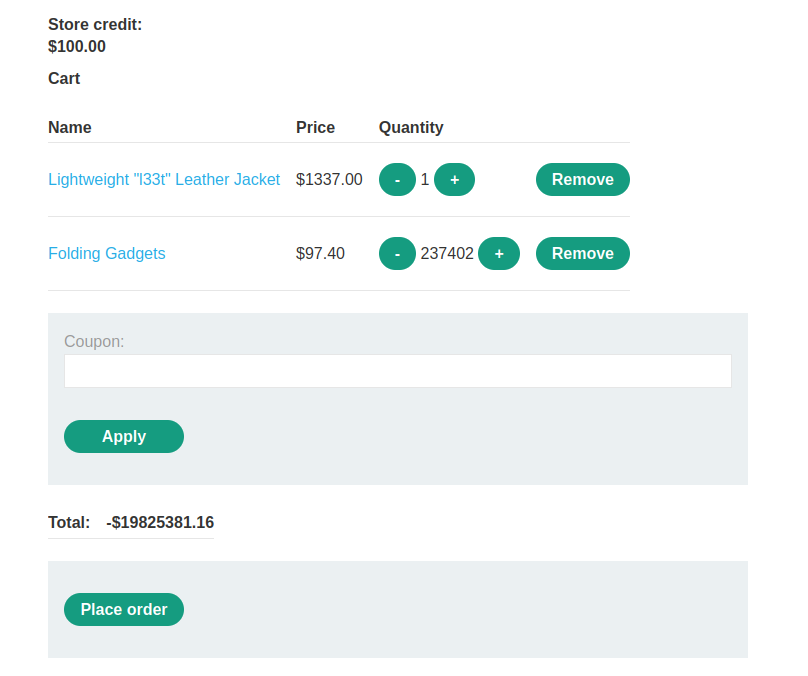 Store credit:
$100.00
Cart
Name Price Quantity
Lightweight "l33t" Leather Jacket $1337.00 - 1 + Remove
Folding Gadgets $97.40 - 237402 + Remove
Coupon:
Apply
Total: -$19825381.16
Place order